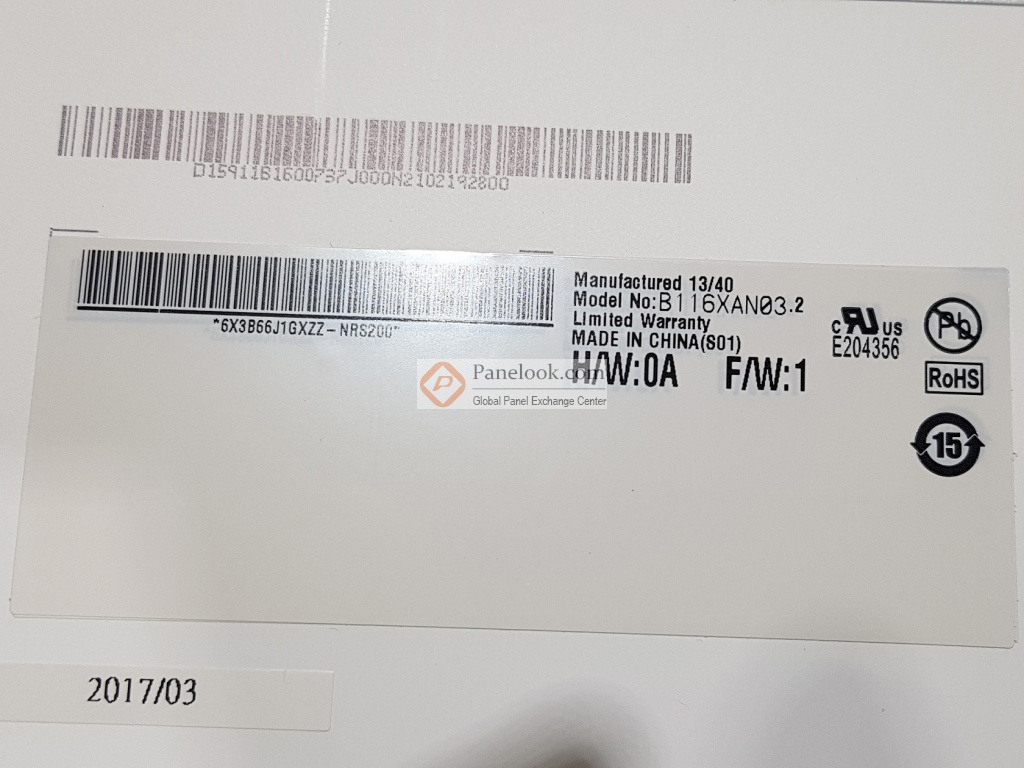 D15911B1600737J000N2102192800
*6X3B66J1GXZZ-NRS200*
Manufactured 13/40
Model No:B116XAN03.2
Limited Warranty
MADE IN CHINA(S01)
H/W:0A F/W:1
c RU US
E204356
Pb
RoHS
15
Panelook.com
Global Panel Exchange Center
2017/03